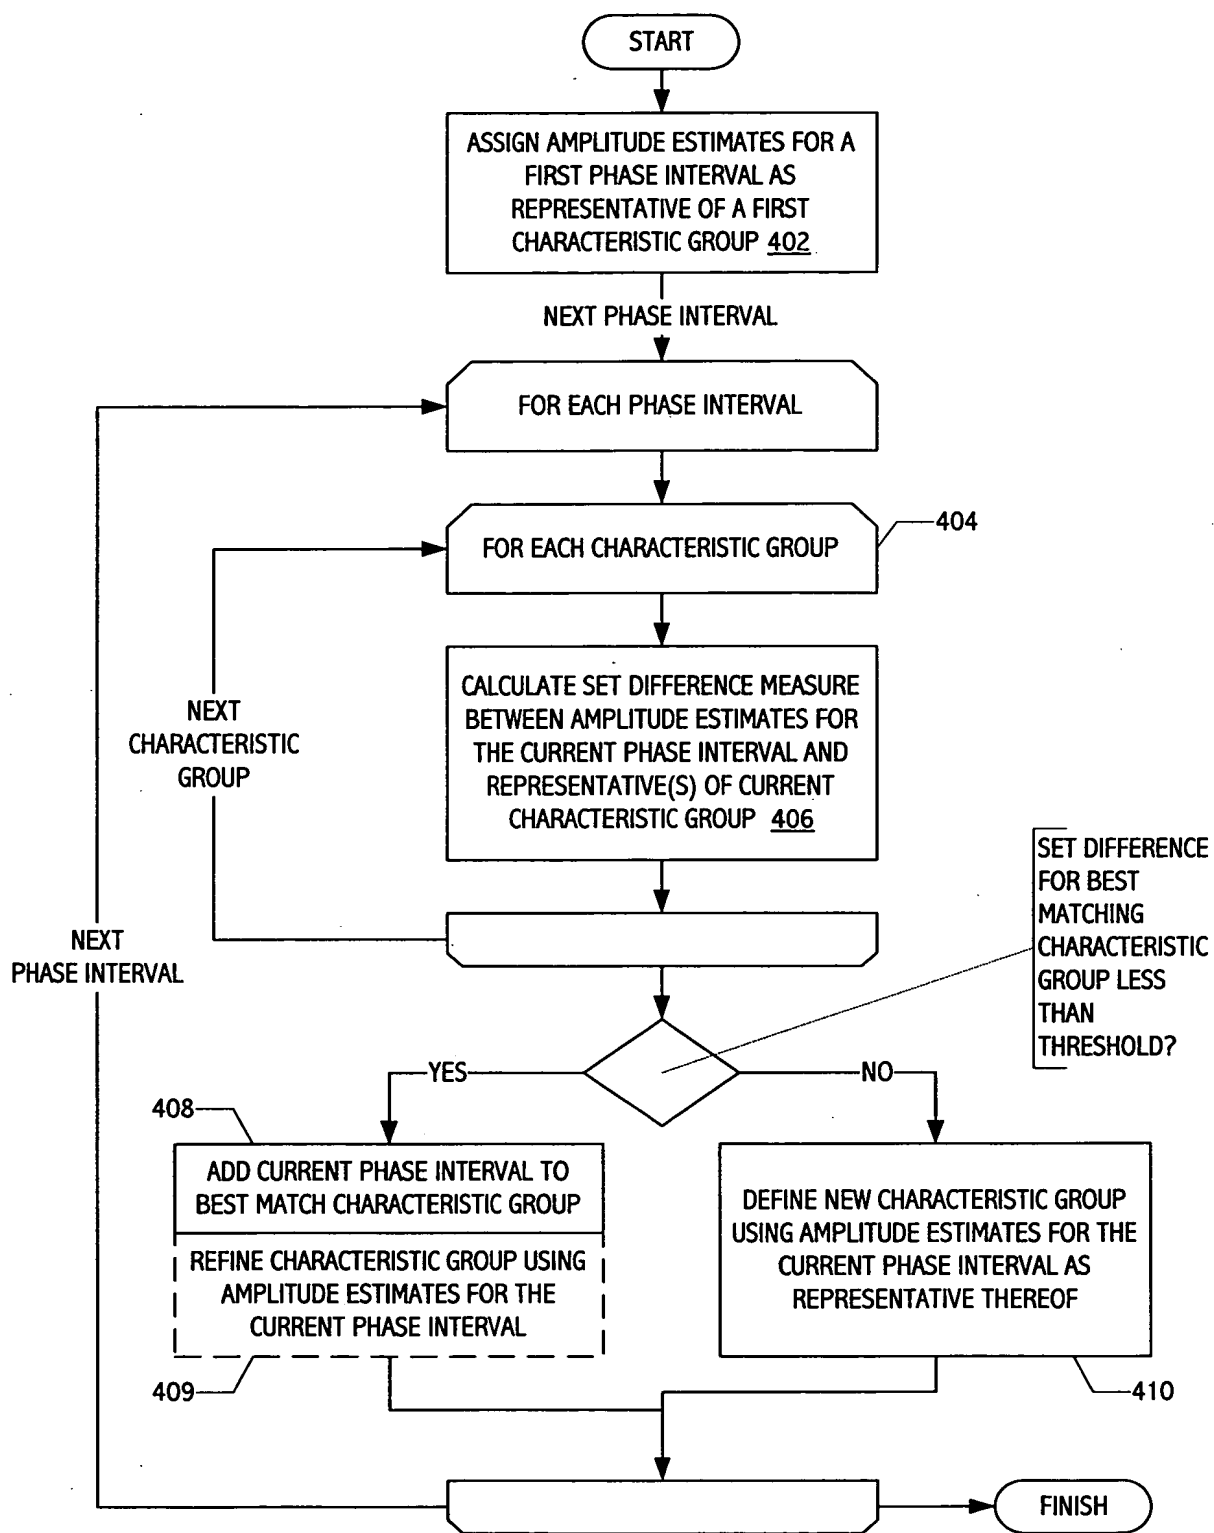 START
ASSIGN AMPLITUDE ESTIMATES FOR A
FIRST PHASE INTERVAL AS
REPRESENTATIVE OF A FIRST
CHARACTERISTIC GROUP 402
NEXT PHASE INTERVAL
FOR EACH PHASE INTERVAL
FOR EACH CHARACTERISTIC GROUP
404
CALCULATE SET DIFFERENCE MEASURE
BETWEEN AMPLITUDE ESTIMATES FOR
THE CURRENT PHASE INTERVAL AND
REPRESENTATIVE(S) OF CURRENT
CHARACTERISTIC GROUP 406
NEXT
CHARACTERISTIC
GROUP
NEXT
PHASE INTERVAL
SET DIFFERENCE
FOR BEST
MATCHING
CHARACTERISTIC
GROUP LESS
THAN
THRESHOLD?
YES
NO
408
ADD CURRENT PHASE INTERVAL TO
BEST MATCH CHARACTERISTIC GROUP
REFINE CHARACTERISTIC GROUP USING
AMPLITUDE ESTIMATES FOR THE
CURRENT PHASE INTERVAL
409
DEFINE NEW CHARACTERISTIC GROUP
USING AMPLITUDE ESTIMATES FOR THE
CURRENT PHASE INTERVAL AS
REPRESENTATIVE THEREOF
410
FINISH